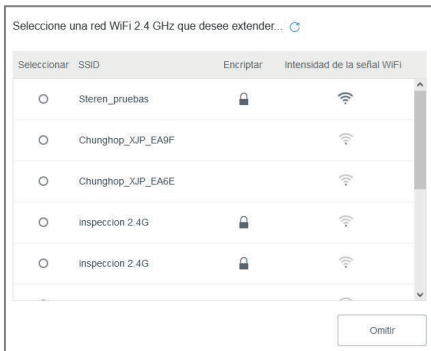 Seleccione una red WiFi 2.4 GHz que desee extender...
Seleccionar SSID Encriptar Intensidad de la señal WiFi
Steren_pruebas
Chunghop_XJP_EA9F
Chunghop_XJP_EA6E
inspeccion 2.4G
inspeccion 2.4G
Omitir